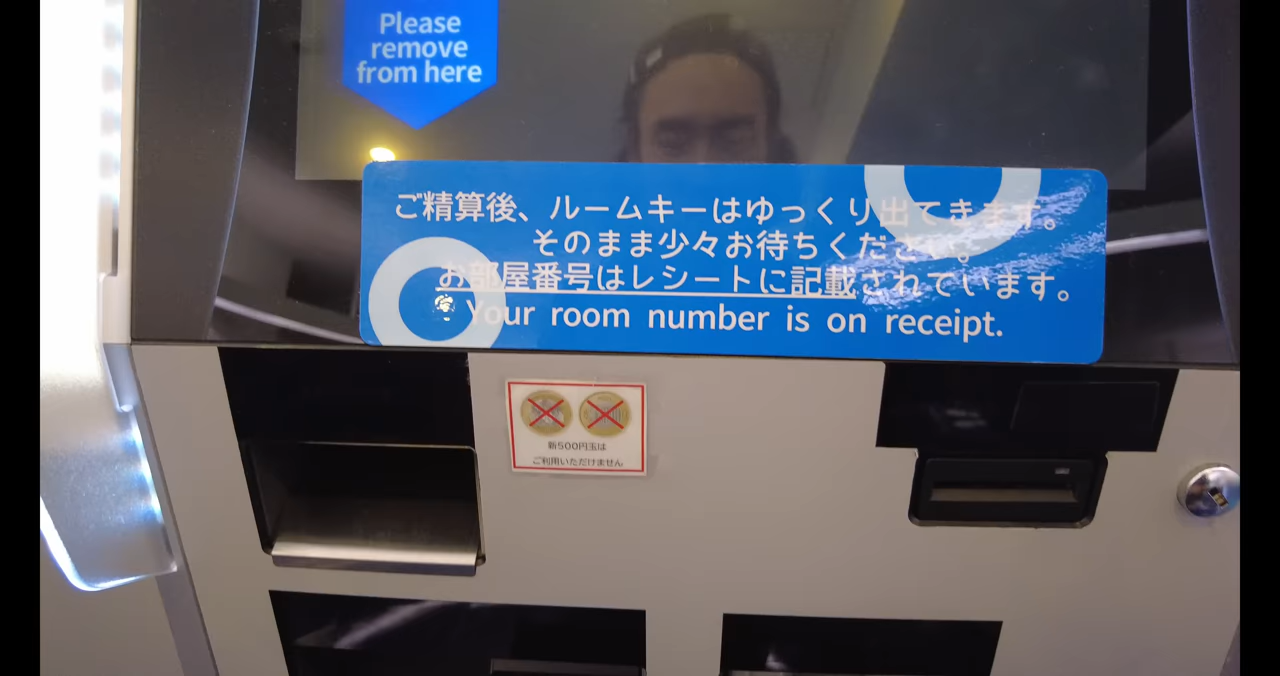 Please
remove
from here
ご精算後、ルームキーはゆっくり出てきます。
そのまま少々お待ちください。
お部屋番号はレシートに記載されています。
Your room number is on receipt.
新500円玉は
ご利用いただけません